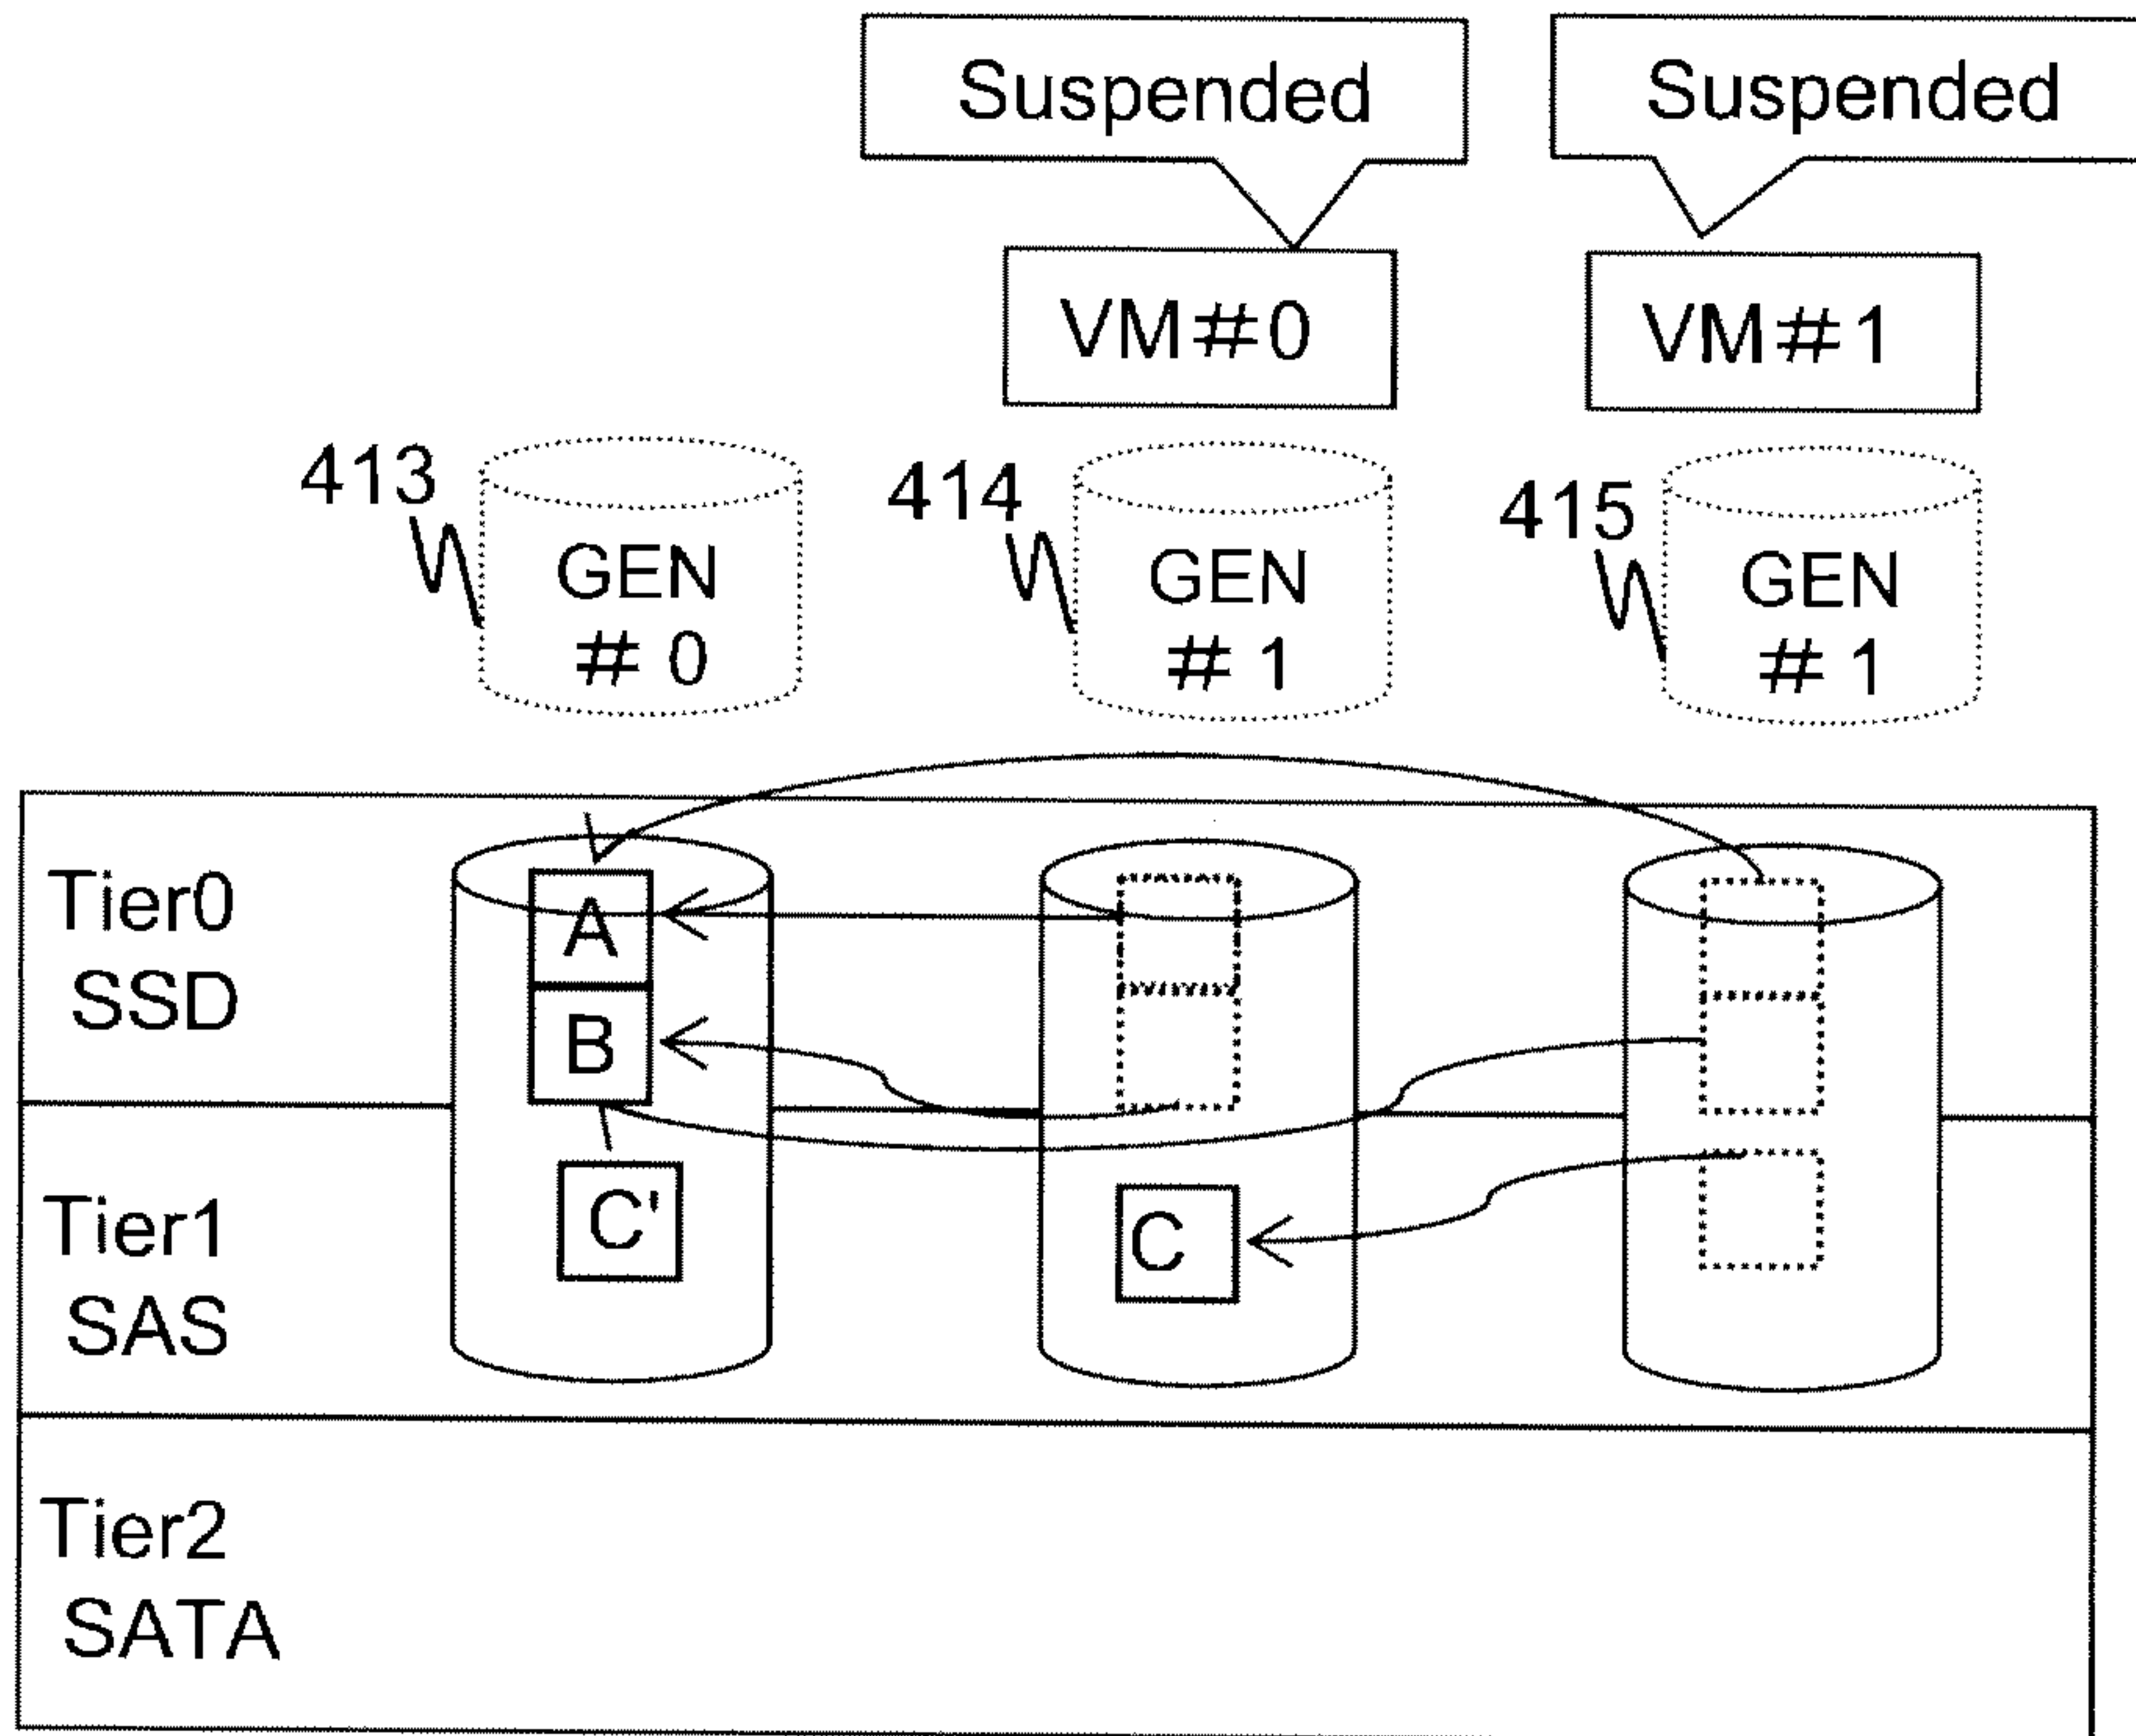 Suspended
Suspended
VM#0
VM#1
413
414
415
GEN
# 0
GEN
# 1
GEN
# 1
Tier0
SSD
A
B
Tier1
SAS
C'
C
Tier2
SATA